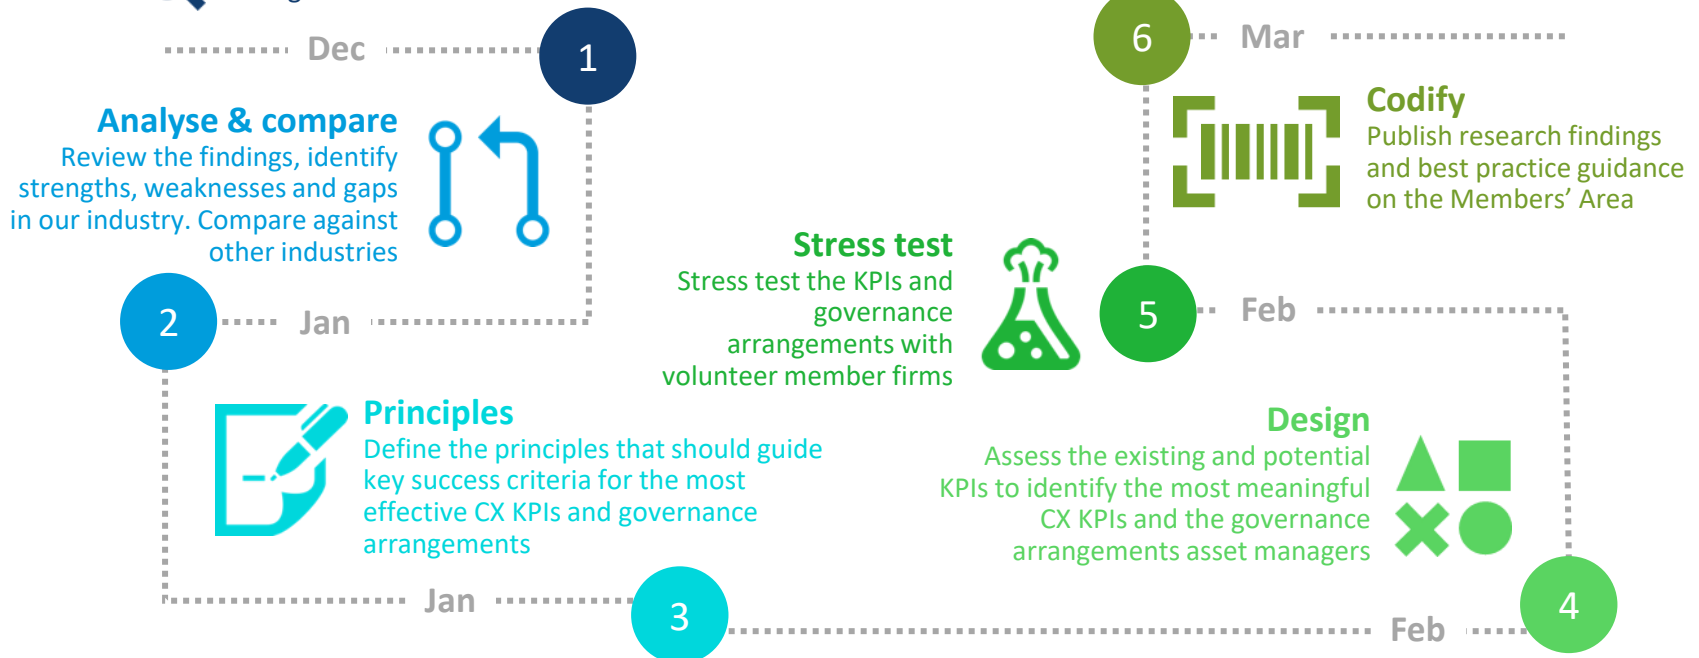 Dec
1
Analyse & compare
Review the findings, identify
strengths, weaknesses and gaps
in our industry. Compare against
other industries
2
Jan
Principles
Define the principles that should guide
key success criteria for the most
effective CX KPIs and governance
arrangements
Jan
3
Feb
4
Design
Assess the existing and potential
KPIs to identify the most meaningful
CX KPIs and the governance
arrangements asset managers
Stress test
Stress test the KPIs and
governance
arrangements with
volunteer member firms
5
Feb
6
Mar
Codify
Publish research findings
and best practice guidance
on the Members’ Area